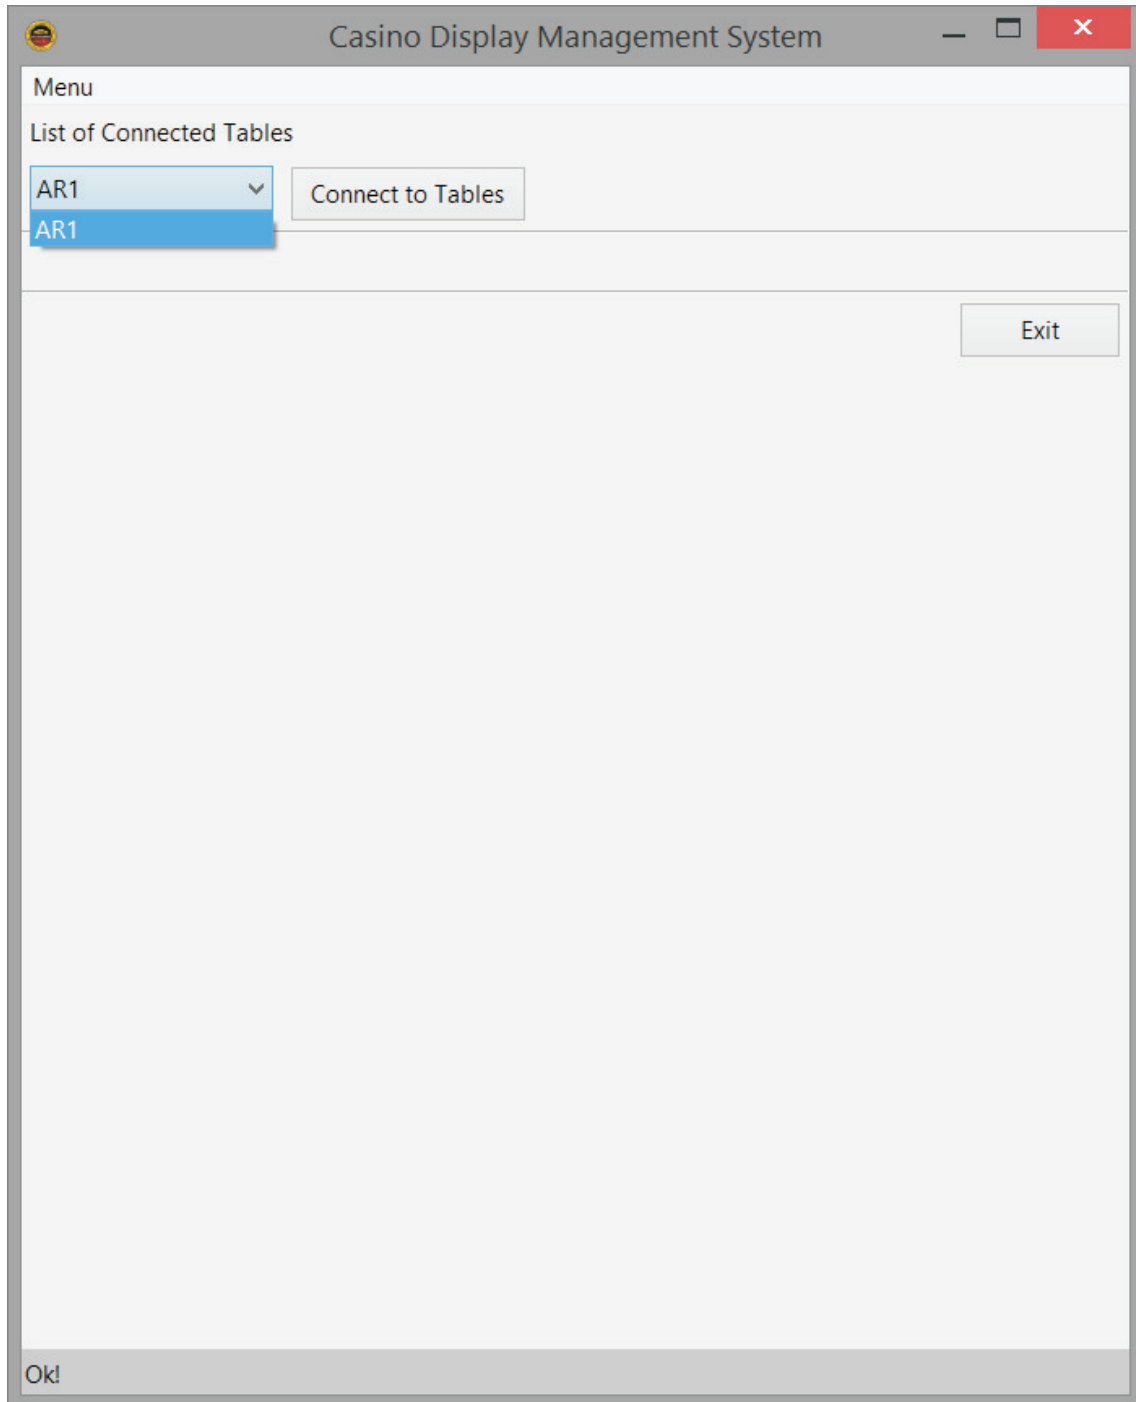 Casino Display Management System
Menu
List of Connected Tables
AR1
Connect to Tables
AR1
Exit
Ok!